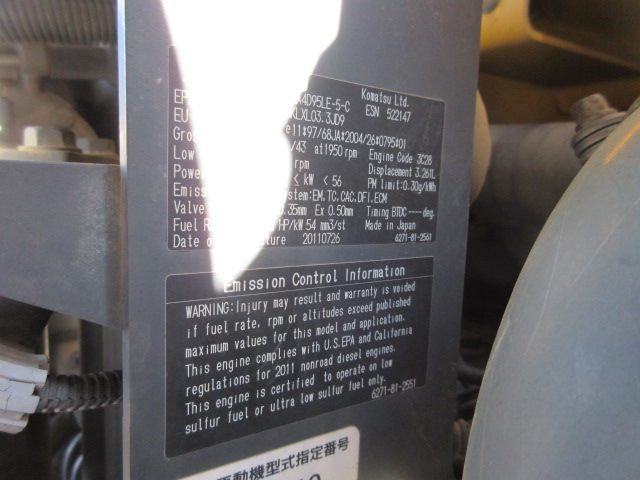 EP 4D95LE-5-C Komatsu Ltd.
EU KLXL03.3JD9 ESN 522147
Gro e11*97/68JA*2004/26*0795*01
Low /43 at1950 rpm Engine Code 3C28
Powe rpm Displacement 3.261L
< kW < 56 PM Limit:0.30g/kWh
Emiss stem:EM,TC,CAC,DFI,ECM
Valve 0.35mm Ex 0.50mm Timing BTDC ---- deg.
Fuel R HP/kW 54 mm3/st Made in Japan
Date o cture 20110726 6271-81-2561
Emission Control Information
WARNING:Injury may result and warranty is voided
if fuel rate, rpm or altitudes exceed published
maximum values for this model and application.
This engine complies with U.S.EPA and California
regulations for 2011 nonroad diesel engines.
This engine is certified to operate on low
sulfur fuel or ultra low sulfur fuel only.
6271-81-2551
動機型式指定番号